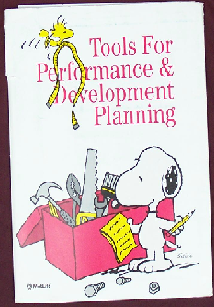 Tools For
Performance &
Development
Planning